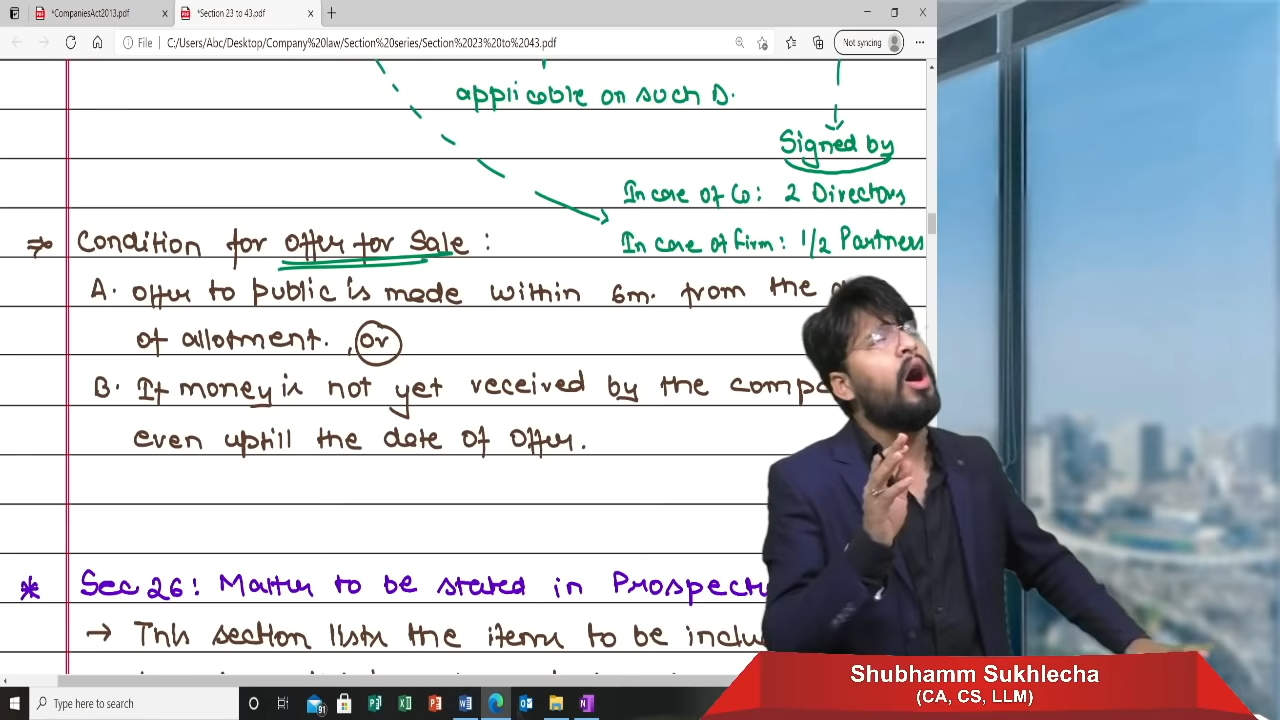 *CompaniesAct2013.pdf
*Section 23 to 43.pdf
File C:/Users/Abc/Desktop/Company%20law/Section%20series/Section%2023%20to%2043.pdf
Not syncing
applicable on such D.
Signed by
In case of Co: 2 Directors
In case of Firm: 1/2 Partners
⇒ Condition for offer for Sale :
A. offer to public is made within 6m. from the
of allotment. , Or
B. If money is not yet received by the
even uptill the date of offer.
* Sec 26: Matter to be stated in
→ This section lists the items to be
Shubhamm Sukhlecha
(CA, CS, LLM)
Type here to search
91